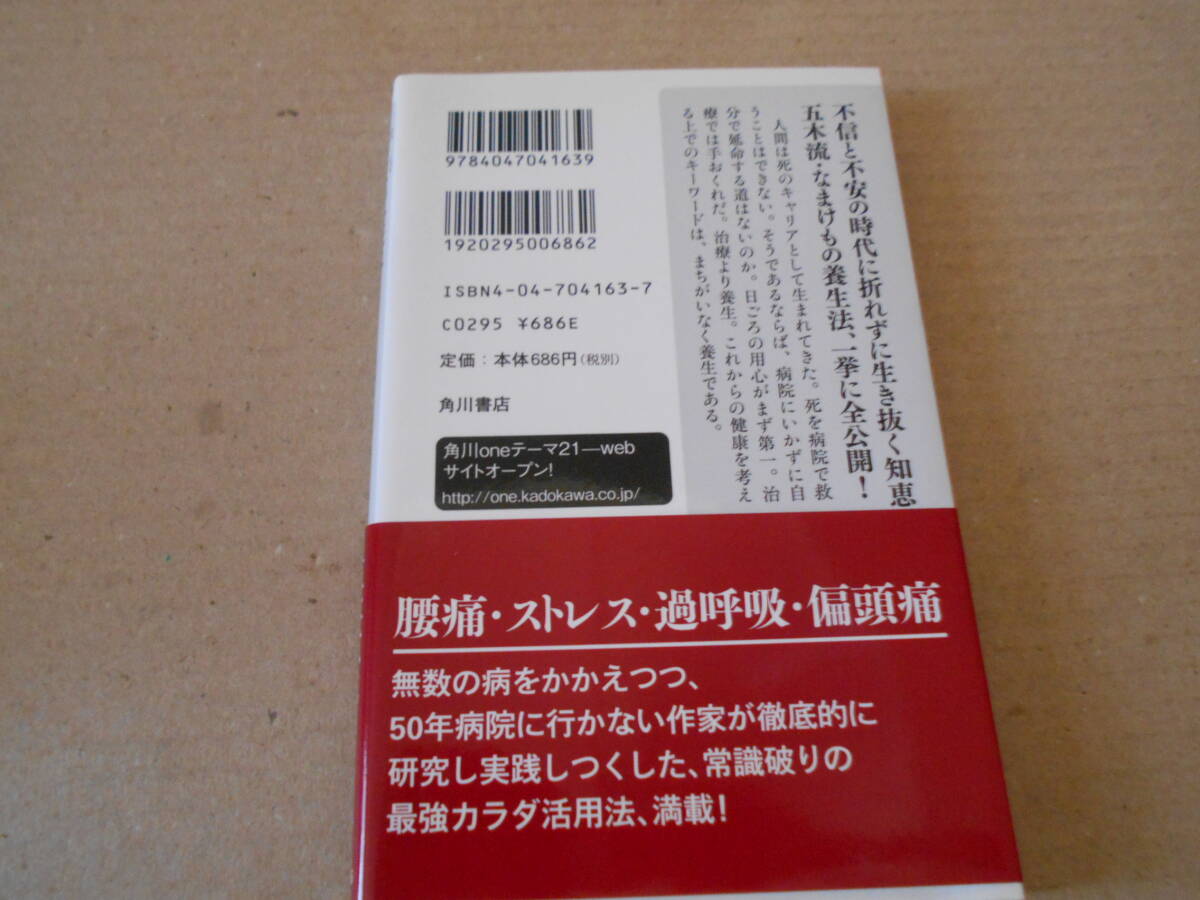 不信と不安の時代に折れずに生き抜く知恵
五木流・なまけもの養生法、一挙に全公開！
人間は死のキャリアとして生まれてきた。死を病院で救
うことはできない。そうであるならば、病院にいかずに自
分で延命する道はないのか。日ごろの用心がまず第一。治
療では手おくれだ。治療より養生。これからの健康を考え
る上でのキーワードは、まちがいなく養生である。
9784047041639
1920295006862
ISBN4-04-704163-7
C0295 ¥686E
定価：本体686円（税別）
角川書店
角川oneテーマ21—web
サイトオープン!
http://one.kadokawa.co.jp/
腰痛・ストレス・過呼吸・偏頭痛
無数の病をかかえつつ、
50年病院に行かない作家が徹底的に
研究し実践しつくした、常識破りの
最強カラダ活用法、満載!